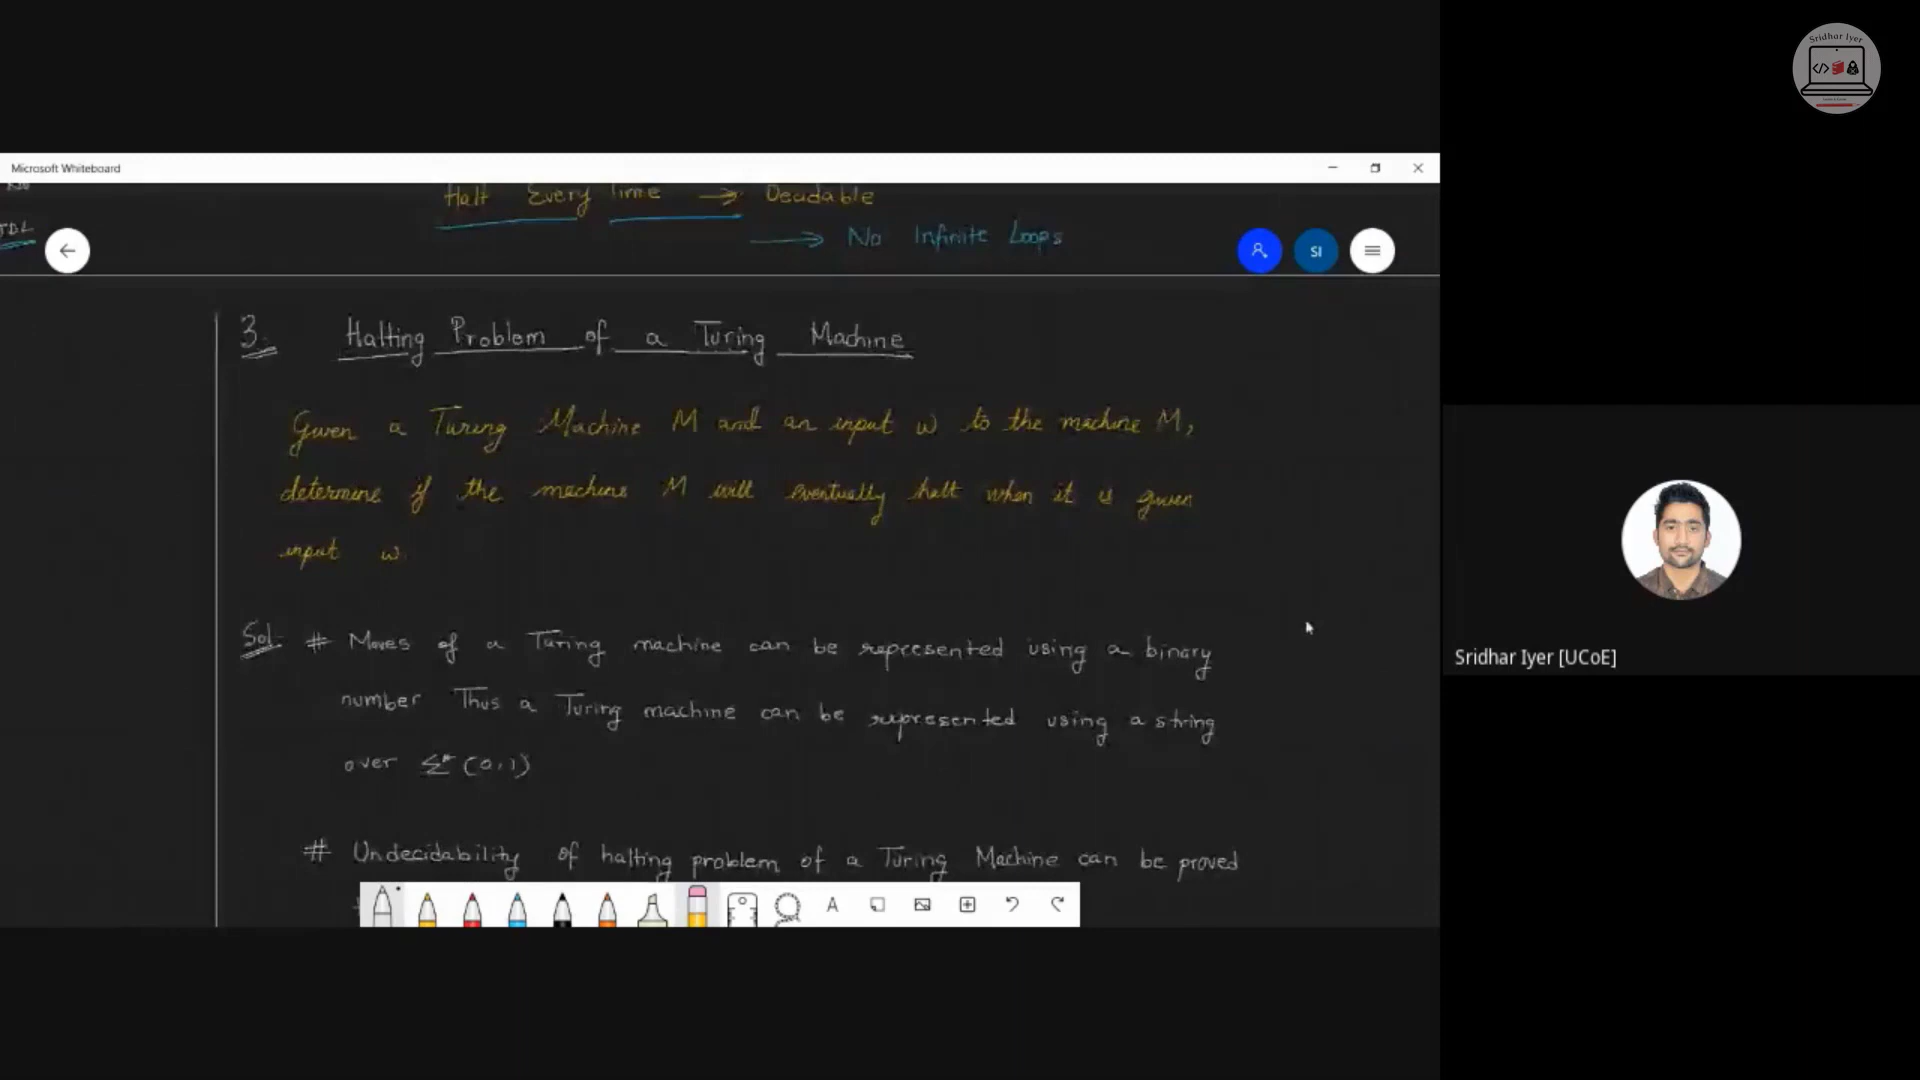 Sridhar Iyer
</>
Microsoft Whiteboard
Halt Every Time → Decidable
→ No Infinite Loops
SI
3. Halting Problem of a Turing Machine
Given a Turing Machine M and an input w to the machine M,
determine if the machine M will eventually halt when it is given
input w.
Sol. # Moves of a Turing machine can be represented using a binary
number Thus a Turing machine can be represented using a string
over Σ* (0,1)
Sridhar Iyer [UCoE]
# Undecidability of halting problem of a Turing Machine can be proved
A